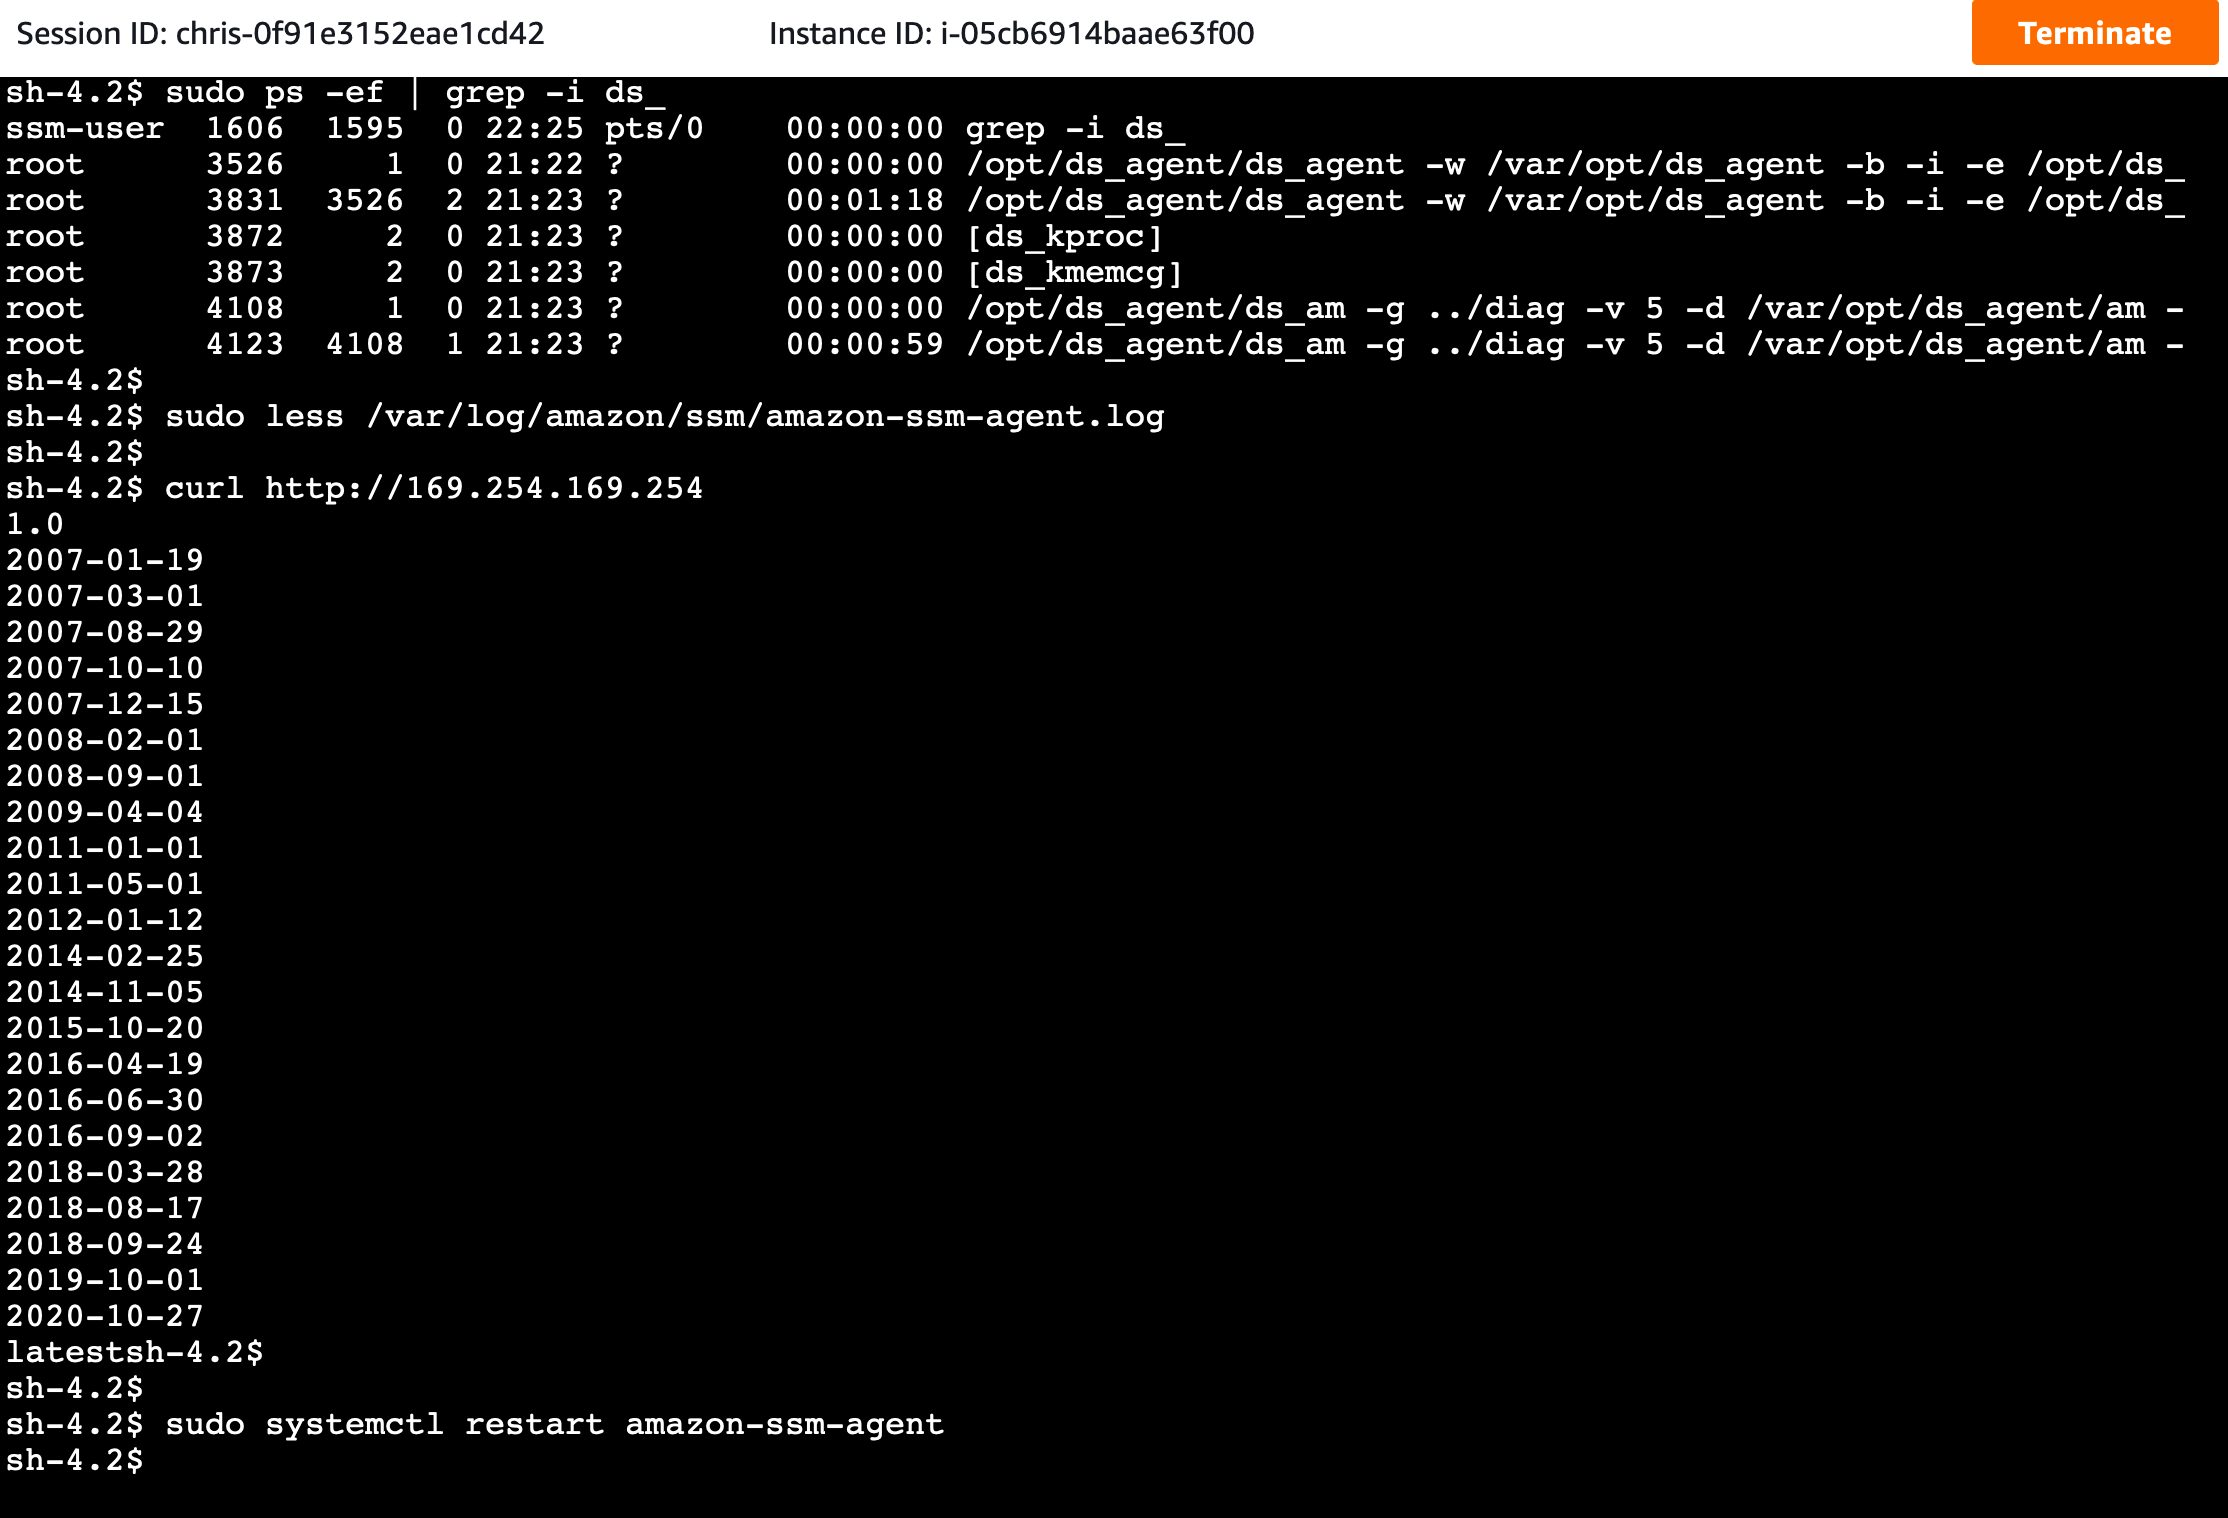 Session ID: chris-0f91e3152eae1cd42 Instance ID: i-05cb6914baae63f00 Terminate
sh-4.2$ sudo ps -ef | grep -i ds_
ssm-user  1606  1595  0 22:25 pts/0    00:00:00 grep -i ds_
root      3526     1  0 21:22 ?        00:00:00 /opt/ds_agent/ds_agent -w /var/opt/ds_agent -b -i -e /opt/ds_
root      3831  3526  2 21:23 ?        00:01:18 /opt/ds_agent/ds_agent -w /var/opt/ds_agent -b -i -e /opt/ds_
root      3872     2  0 21:23 ?        00:00:00 [ds_kproc]
root      3873     2  0 21:23 ?        00:00:00 [ds_kmemcg]
root      4108     1  0 21:23 ?        00:00:00 /opt/ds_agent/ds_am -g ../diag -v 5 -d /var/opt/ds_agent/am -
root      4123  4108  1 21:23 ?        00:00:59 /opt/ds_agent/ds_am -g ../diag -v 5 -d /var/opt/ds_agent/am -
sh-4.2$
sh-4.2$ sudo less /var/log/amazon/ssm/amazon-ssm-agent.log
sh-4.2$
sh-4.2$ curl http://169.254.169.254
1.0
2007-01-19
2007-03-01
2007-08-29
2007-10-10
2007-12-15
2008-02-01
2008-09-01
2009-04-04
2011-01-01
2011-05-01
2012-01-12
2014-02-25
2014-11-05
2015-10-20
2016-04-19
2016-06-30
2016-09-02
2018-03-28
2018-08-17
2018-09-24
2019-10-01
2020-10-27
latestsh-4.2$
sh-4.2$
sh-4.2$ sudo systemctl restart amazon-ssm-agent
sh-4.2$